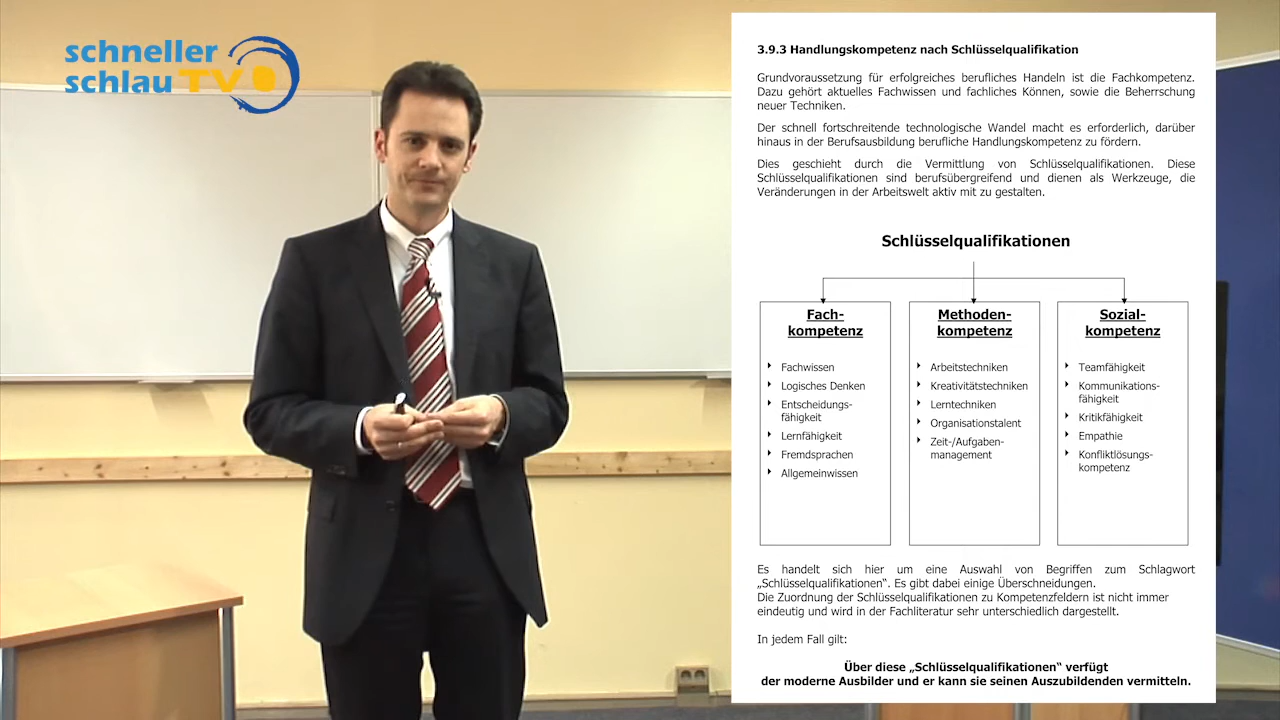 schneller
schlau TV
3.9.3 Handlungskompetenz nach Schlüsselqualifikation
Grundvoraussetzung für erfolgreiches berufliches Handeln ist die Fachkompetenz.
Dazu gehört aktuelles Fachwissen und fachliches Können, sowie die Beherrschung
neuer Techniken.
Der schnell fortschreitende technologische Wandel macht es erforderlich, darüber
hinaus in der Berufsausbildung berufliche Handlungskompetenz zu fördern.
Dies geschieht durch die Vermittlung von Schlüsselqualifikationen. Diese
Schlüsselqualifikationen sind berufsübergreifend und dienen als Werkzeuge, die
Veränderungen in der Arbeitswelt aktiv mit zu gestalten.
Schlüsselqualifikationen
Fach-
kompetenz
Fachwissen
Logisches Denken
Entscheidungs-
fähigkeit
Lernfähigkeit
Fremdsprachen
Allgemeinwissen
Methoden-
kompetenz
Arbeitstechniken
Kreativitätstechniken
Lerntechniken
Organisationstalent
Zeit-/Aufgaben-
management
Sozial-
kompetenz
Teamfähigkeit
Kommunikations-
fähigkeit
Kritikfähigkeit
Empathie
Konfliktlösungs-
kompetenz
Es handelt sich hier um eine Auswahl von Begriffen zum Schlagwort
„Schlüsselqualifikationen“. Es gibt dabei einige Überschneidungen.
Die Zuordnung der Schlüsselqualifikationen zu Kompetenzfeldern ist nicht immer
eindeutig und wird in der Fachliteratur sehr unterschiedlich dargestellt.
In jedem Fall gilt:
Über diese „Schlüsselqualifikationen“ verfügt
der moderne Ausbilder und er kann sie seinen Auszubildenden vermitteln.